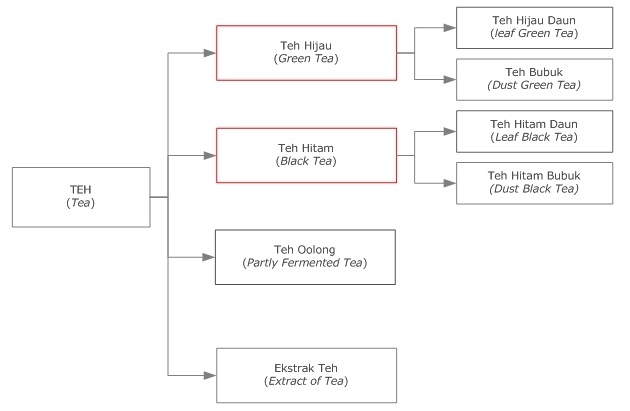 TEH
(Tea)
Teh Hijau
(Green Tea)
Teh Hijau Daun
(leaf Green Tea)
Teh Bubuk
(Dust Green Tea)
Teh Hitam
(Black Tea)
Teh Hitam Daun
(Leaf Black Tea)
Teh Hitam Bubuk
(Dust Black Tea)
Teh Oolong
(Partly Fermented Tea)
Ekstrak Teh
(Extract of Tea)